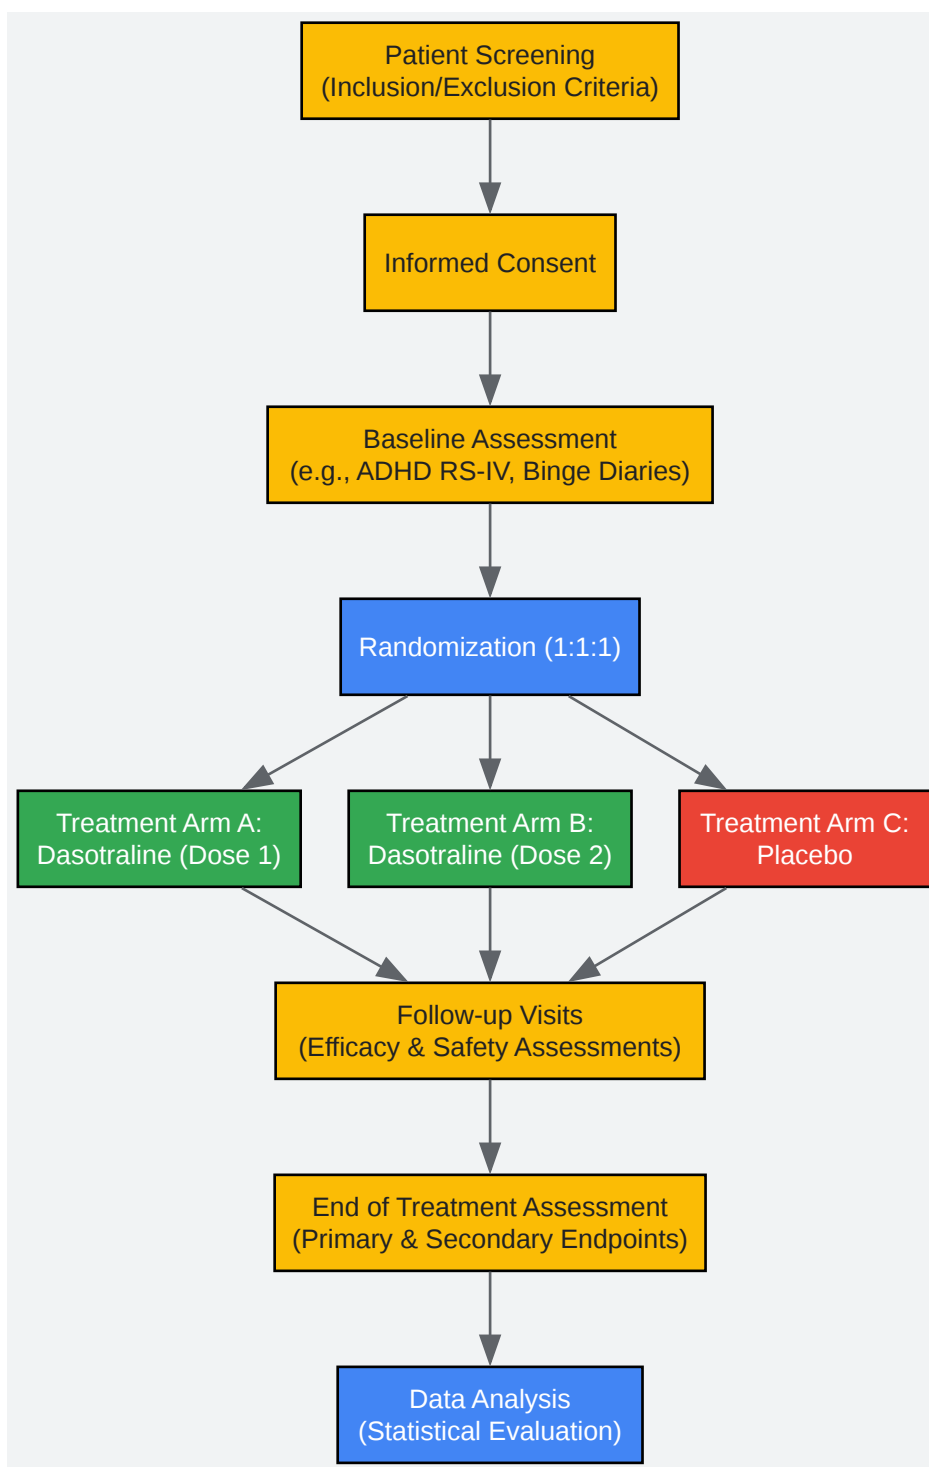 Patient Screening
(Inclusion/Exclusion Criteria)
Informed Consent
Baseline Assessment
(e.g., ADHD RS-IV, Binge Diaries)
Randomization (1:1:1)
Treatment Arm A:
Dasotraline (Dose 1)
Treatment Arm B:
Dasotraline (Dose 2)
Treatment Arm C:
Placebo
Follow-up Visits
(Efficacy & Safety Assessments)
End of Treatment Assessment
(Primary & Secondary Endpoints)
Data Analysis
(Statistical Evaluation)